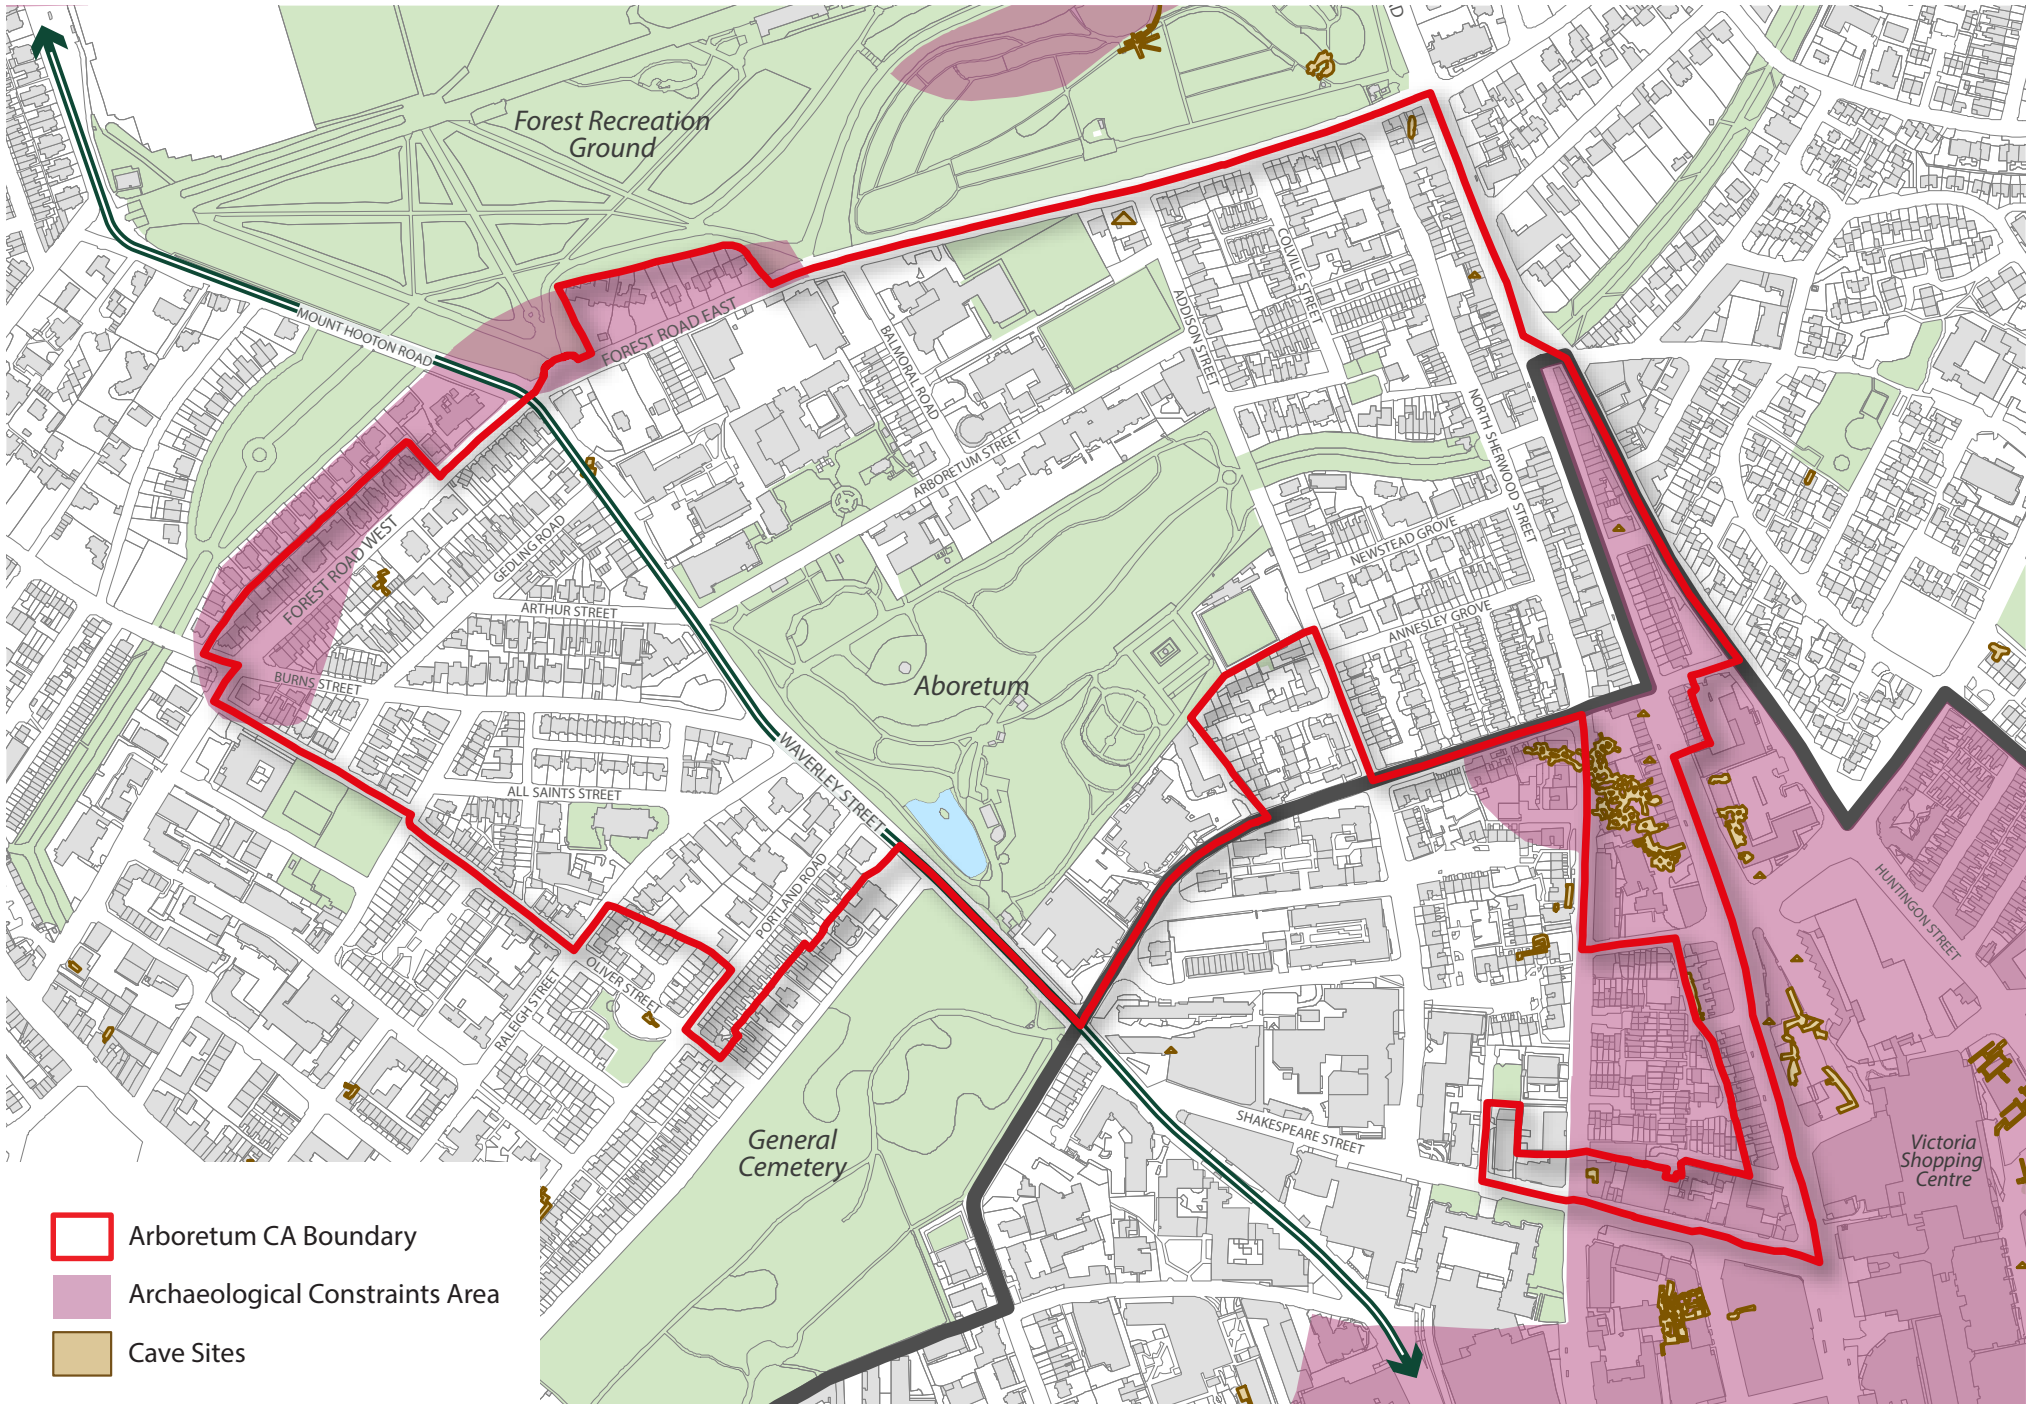 Forest Recreation
Ground
MOUNT HOOTON ROAD
FOREST ROAD EAST
BALMORAL ROAD
ADDISON STREET
COLVILLE STREET
NORTH SHERWOOD STREET
ARBORETUM STREET
NEWSTEAD GROVE
ANNESLEY GROVE
FOREST ROAD WEST
GEDLING ROAD
ARTHUR STREET
BURNS STREET
ALL SAINTS STREET
Aboretum
WAVERLEY STREET
PORTLAND ROAD
OLIVER STREET
RALEIGH STREET
HUNTINGON STREET
General
Cemetery
SHAKESPEARE STREET
Victoria
Shopping
Centre
Arboretum CA Boundary
Archaeological Constraints Area
Cave Sites